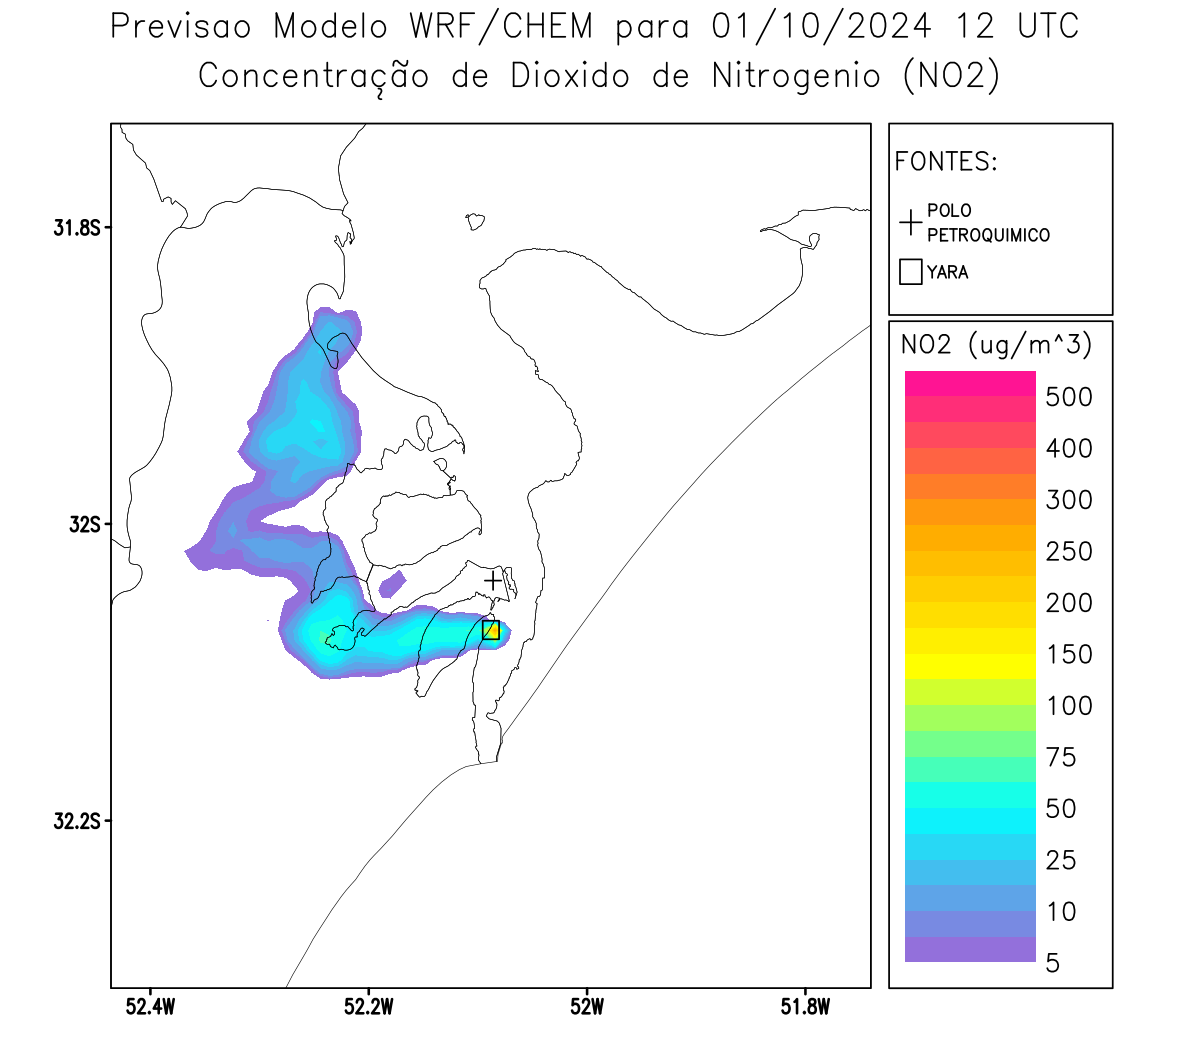 Previsao Modelo WRF/CHEM para 01/10/2024 12 UTC
Concentração de Dioxido de Nitrogenio (NO2)
FONTES:
POLO
PETROQUIMICO
YARA
NO2 (ug/m^3)
500
400
300
250
200
150
100
75
50
25
10
5
31.8S
32S
32.2S
52.4W
52.2W
52W
51.8W